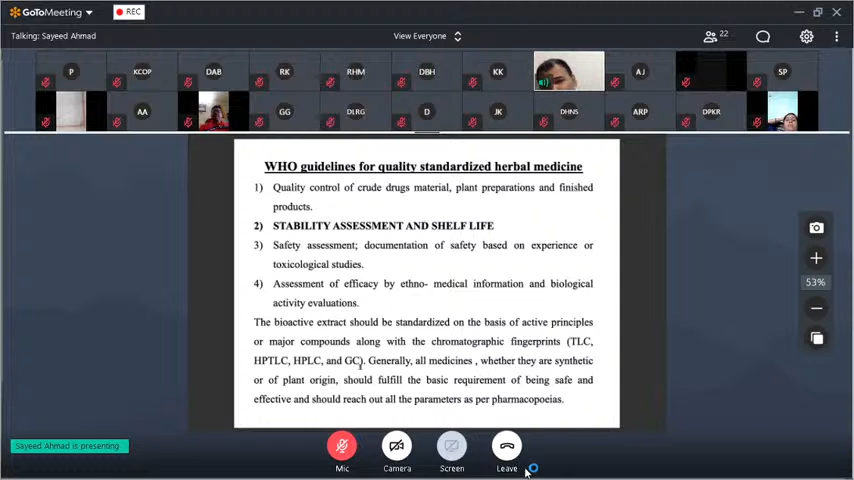 GoToMeeting
REC
Talking: Sayeed Ahmad
View Everyone
22
P
KCOP
DAB
RK
RHM
DBH
KK
AJ
SP
AA
GG
DLRG
D
JK
DHNS
ARP
DPKR
WHO guidelines for quality standardized herbal medicine
1) Quality control of crude drugs material, plant preparations and finished
products.
2) STABILITY ASSESSMENT AND SHELF LIFE
3) Safety assessment; documentation of safety based on experience or
toxicological studies.
4) Assessment of efficacy by ethno- medical information and biological
activity evaluations.
The bioactive extract should be standardized on the basis of active principles
or major compounds along with the chromatographic fingerprints (TLC,
HPTLC, HPLC, and GC). Generally, all medicines , whether they are synthetic
or of plant origin, should fulfill the basic requirement of being safe and
effective and should reach out all the parameters as per pharmacopoeias.
53%
Sayeed Ahmad is presenting
Mic
Camera
Screen
Leave